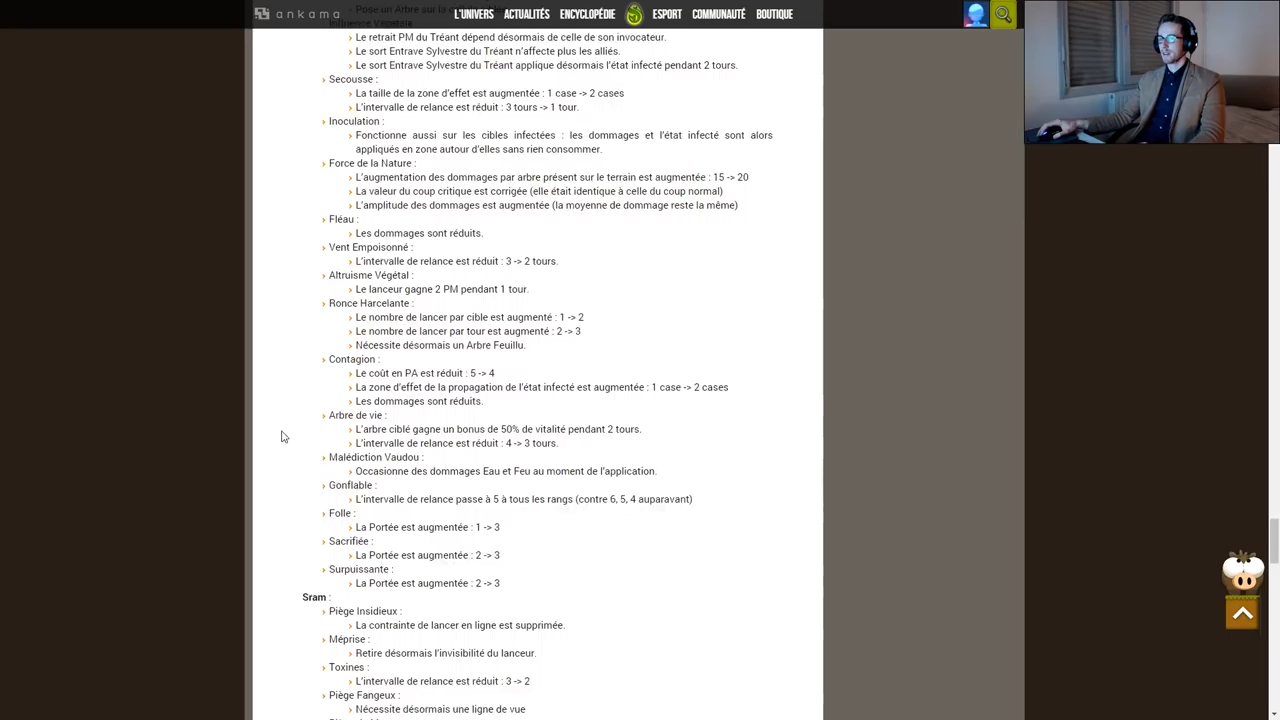 ankama
L'UNIVERS ACTUALITÉS ENCYCLOPÉDIE ESPORT COMMUNAUTÉ BOUTIQUE
Pose un Arbre sur la
Influence Végétale
Le retrait PM du Tréant dépend désormais de celle de son invocateur.
Le sort Entrave Sylvestre du Tréant n'affecte plus les alliés.
Le sort Entrave Sylvestre du Tréant applique désormais l'état infecté pendant 2 tours.
Secousse :
La taille de la zone d'effet est augmentée : 1 case -> 2 cases
L'intervalle de relance est réduit : 3 tours -> 1 tour.
Inoculation :
Fonctionne aussi sur les cibles infectées : les dommages et l'état infecté sont alors
appliqués en zone autour d'elles sans rien consommer.
Force de la Nature :
L'augmentation des dommages par arbre présent sur le terrain est augmentée : 15 -> 20
La valeur du coup critique est corrigée (elle était identique à celle du coup normal)
L'amplitude des dommages est augmentée (la moyenne de dommage reste la même)
Fléau :
Les dommages sont réduits.
Vent Empoisonné :
L'intervalle de relance est réduit : 3 -> 2 tours.
Altruisme Végétal :
Le lanceur gagne 2 PM pendant 1 tour.
Ronce Harcelante :
Le nombre de lancer par cible est augmenté : 1 -> 2
Le nombre de lancer par tour est augmenté : 2 -> 3
Nécessite désormais un Arbre Feuillu.
Contagion :
Le coût en PA est réduit : 5 -> 4
La zone d'effet de la propagation de l'état infecté est augmentée : 1 case -> 2 cases
Les dommages sont réduits.
Arbre de vie :
L'arbre ciblé gagne un bonus de 50% de vitalité pendant 2 tours.
L'intervalle de relance est réduit : 4 -> 3 tours.
Malédiction Vaudou :
Occasionne des dommages Eau et Feu au moment de l'application.
Gonflable :
L'intervalle de relance passe à 5 à tous les rangs (contre 6, 5, 4 auparavant)
Folle :
La Portée est augmentée : 1 -> 3
Sacrifiée :
La Portée est augmentée : 2 -> 3
Surpuissante :
La Portée est augmentée : 2 -> 3
Sram :
Piège Insidieux :
La contrainte de lancer en ligne est supprimée.
Méprise :
Retire désormais l'invisibilité du lanceur.
Toxines :
L'intervalle de relance est réduit : 3 -> 2
Piège Fangeux :
Nécessite désormais une ligne de vue